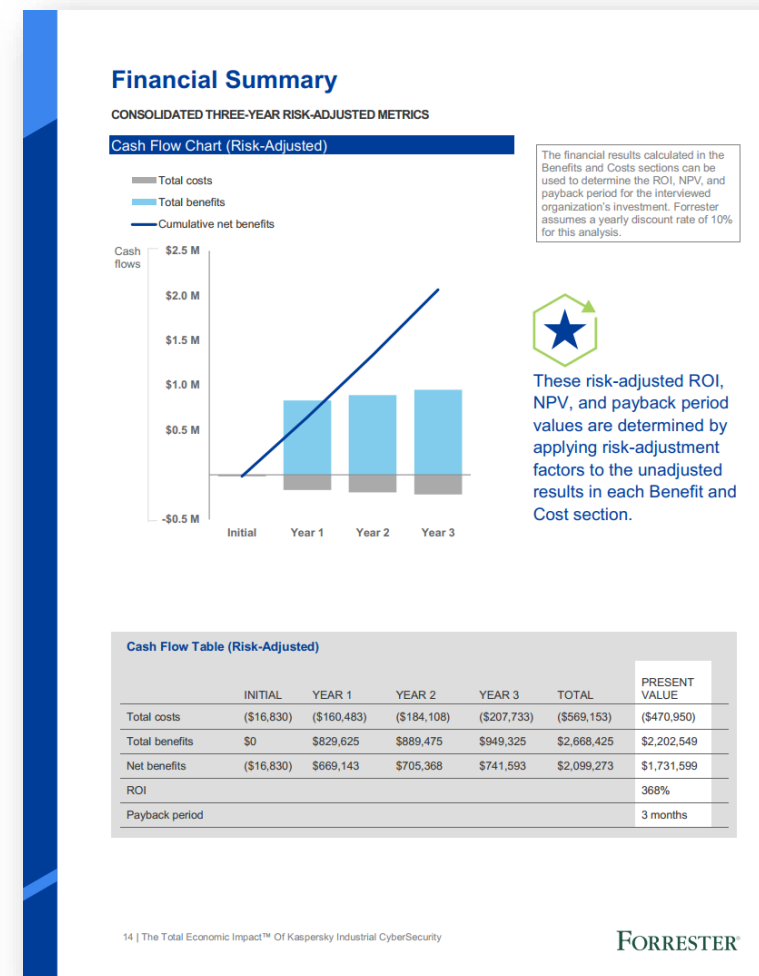 Financial Summary
CONSOLIDATED THREE-YEAR RISK-ADJUSTED METRICS
Cash Flow Chart (Risk-Adjusted)
The financial results calculated in the
Benefits and Costs sections can be
used to determine the ROI, NPV, and
payback period for the interviewed
organization's investment. Forrester
assumes a yearly discount rate of 10%
for this analysis.
Total costs
Total benefits
Cumulative net benefits
Cash
flows
$2.5 M
$2.0 M
$1.5 M
$1.0 M
$0.5 M
-$0.5 M
Initial Year 1 Year 2 Year 3
These risk-adjusted ROI,
NPV, and payback period
values are determined by
applying risk-adjustment
factors to the unadjusted
results in each Benefit and
Cost section.
Cash Flow Table (Risk-Adjusted)
INITIAL YEAR 1 YEAR 2 YEAR 3 TOTAL PRESENT
VALUE
Total costs ($16,830) ($160,483) ($184,108) ($207,733) ($569,153) ($470,950)
Total benefits $0 $829,625 $889,475 $949,325 $2,668,425 $2,202,549
Net benefits ($16,830) $669,143 $705,368 $741,593 $2,099,273 $1,731,599
ROI 368%
Payback period 3 months
14 | The Total Economic Impact™ Of Kaspersky Industrial CyberSecurity
FORRESTER®